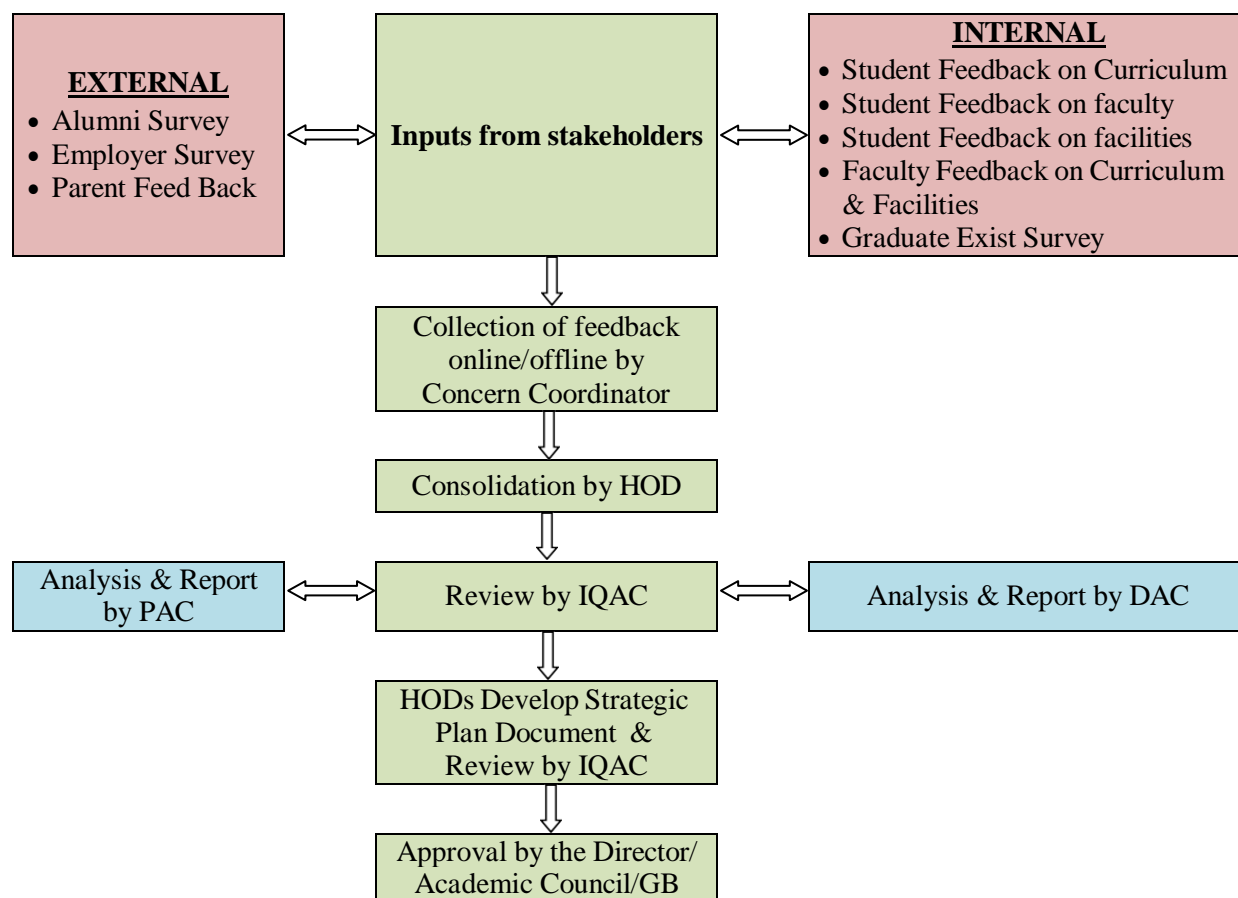 EXTERNAL
• Alumni Survey
• Employer Survey
• Parent Feed Back
Inputs from stakeholders
INTERNAL
• Student Feedback on Curriculum
• Student Feedback on faculty
• Student Feedback on facilities
• Faculty Feedback on Curriculum
& Facilities
• Graduate Exist Survey
Collection of feedback
online/offline by
Concern Coordinator
Consolidation by HOD
Analysis & Report
by PAC
Review by IQAC
Analysis & Report by DAC
HODs Develop Strategic
Plan Document &
Review by IQAC
Approval by the Director/
Academic Council/GB